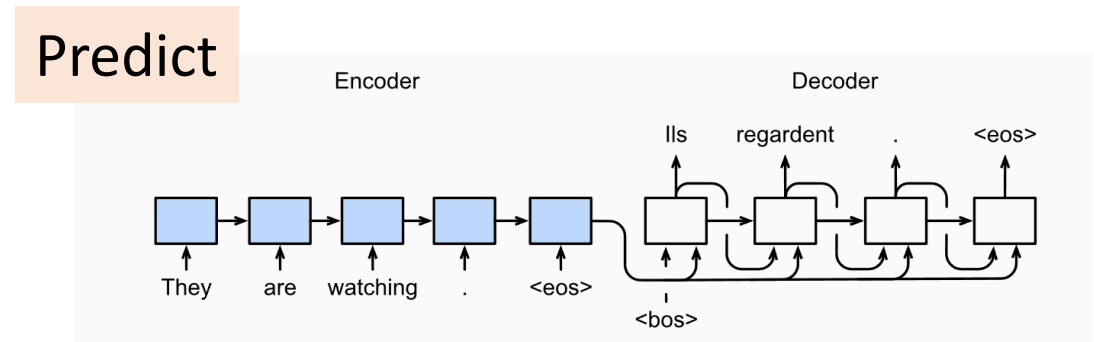 Predict
Encoder Decoder
Ils regardent . <eos>
They are watching . <eos>
<bos>